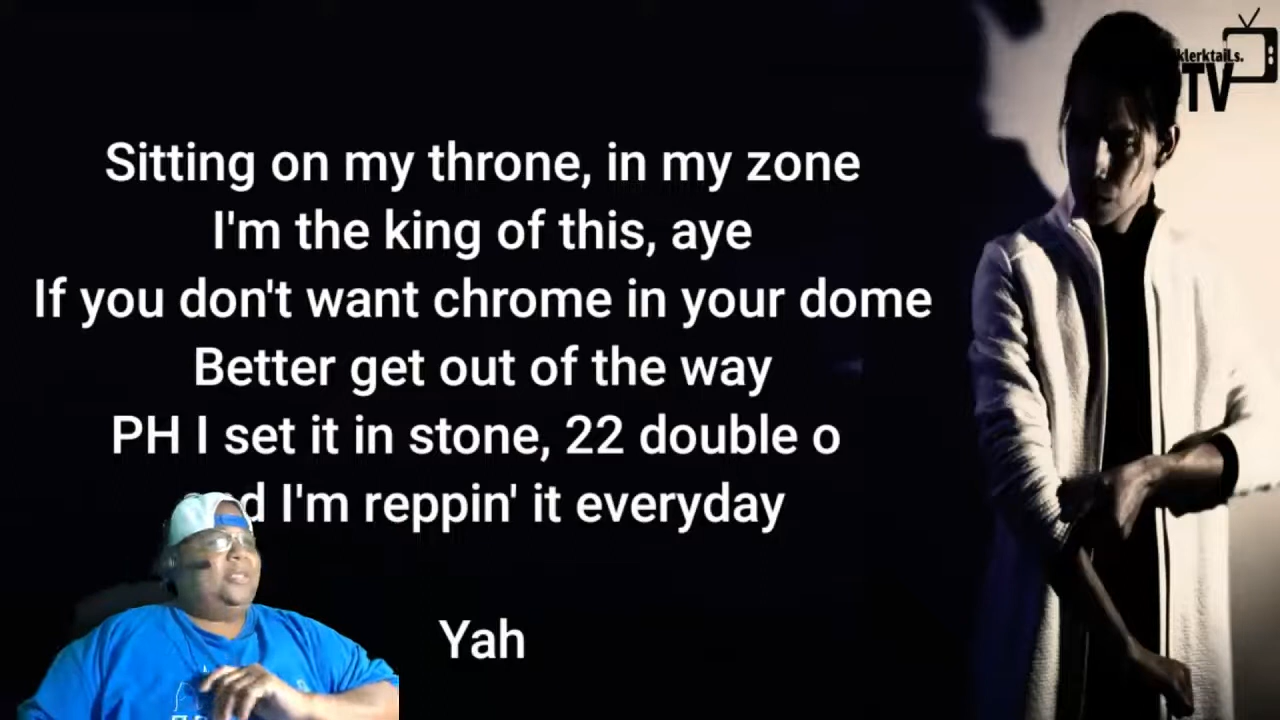 klerktails.
TV
Sitting on my throne, in my zone
I'm the king of this, aye
If you don't want chrome in your dome
Better get out of the way
PH I set it in stone, 22 double o
I'm reppin' it everyday
Yah